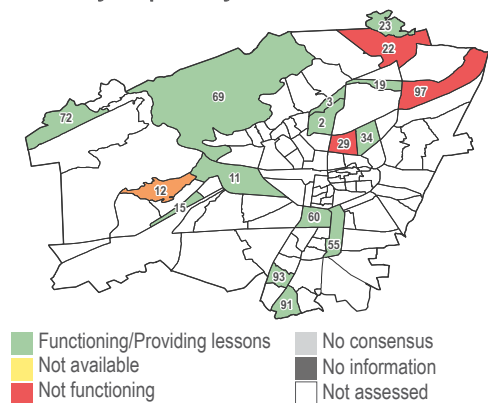 23
22
19
97
69
3
72
2
29
34
11
12
15
60
55
93
91
Functioning/Providing lessons
Not available
Not functioning
No consensus
No information
Not assessed